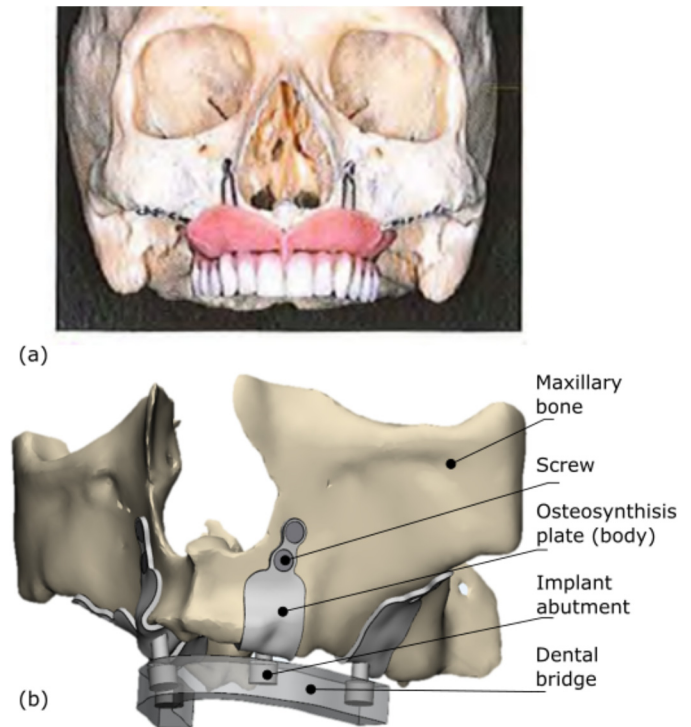 (a)
Maxillary
bone
Screw
Osteosynthisis
plate (body)
Implant
abutment
Dental
bridge
(b)